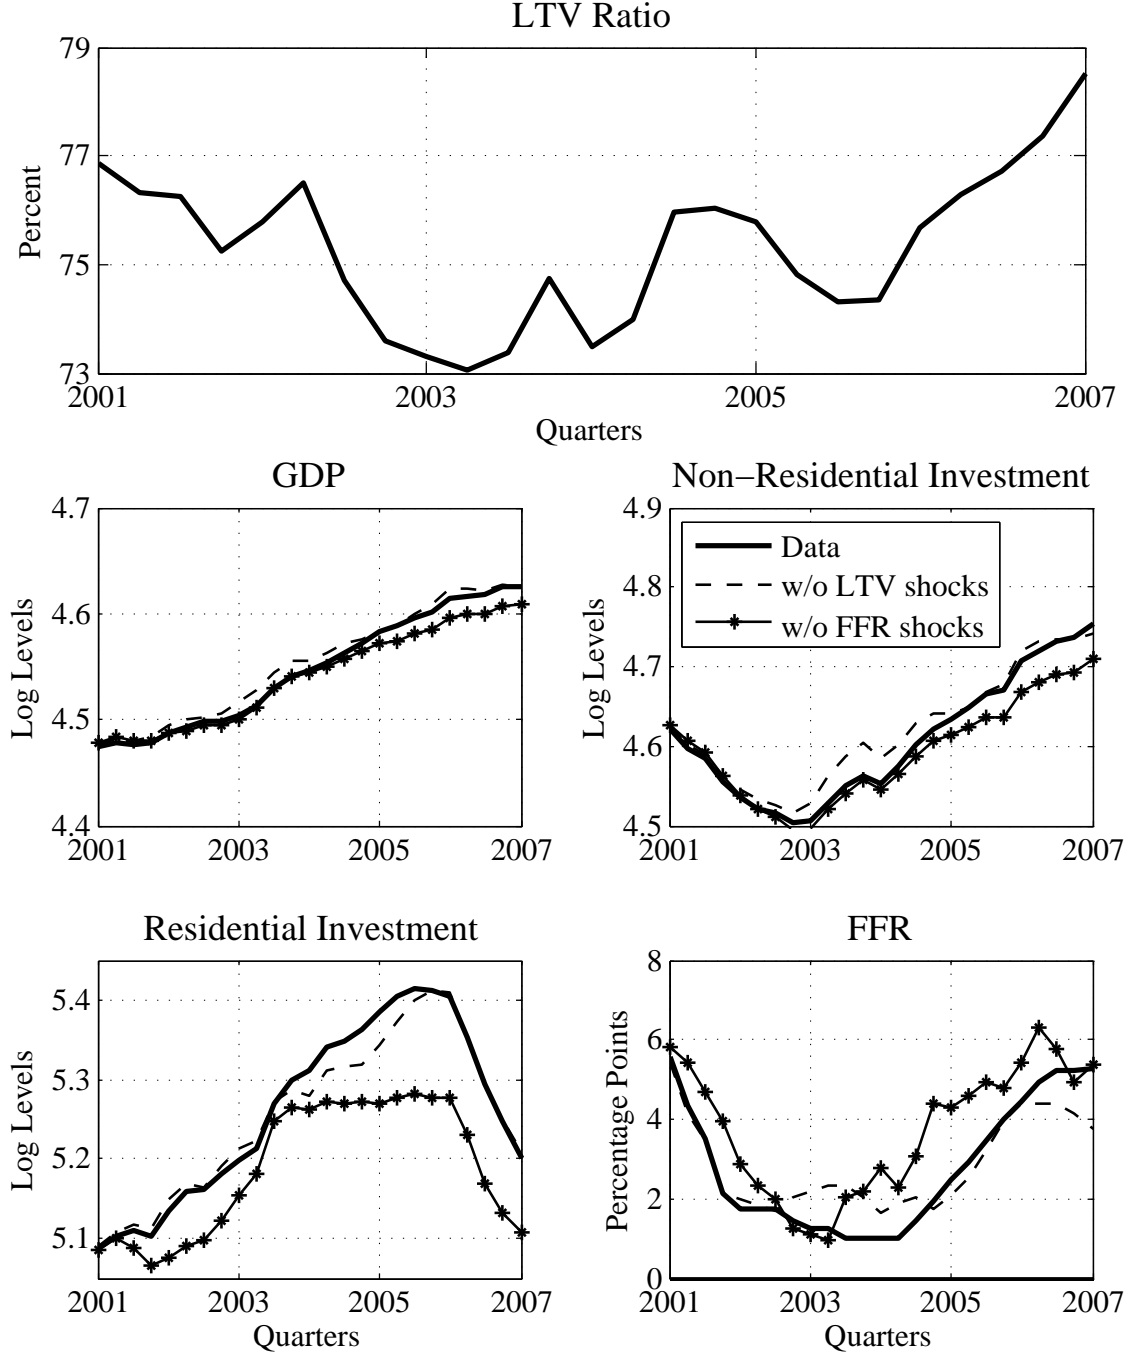 LTV Ratio
79
77
75
73
Percent
2001
2003
2005
2007
Quarters
GDP
4.7
4.6
4.5
4.4
Log Levels
2001
2003
2005
2007
Non−Residential Investment
4.9
4.8
4.7
4.6
4.5
Log Levels
Data
w/o LTV shocks
w/o FFR shocks
2001
2003
2005
2007
Residential Investment
5.4
5.3
5.2
5.1
Log Levels
2001
2003
2005
2007
Quarters
FFR
8
6
4
2
0
Percentage Points
2001
2003
2005
2007
Quarters